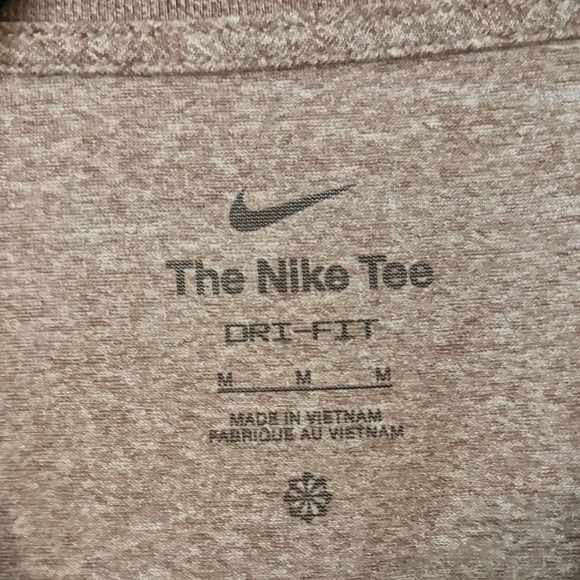 The Nike Tee
DRI-FIT
M M M
MADE IN VIETNAM
FABRIQUE AU VIETNAM